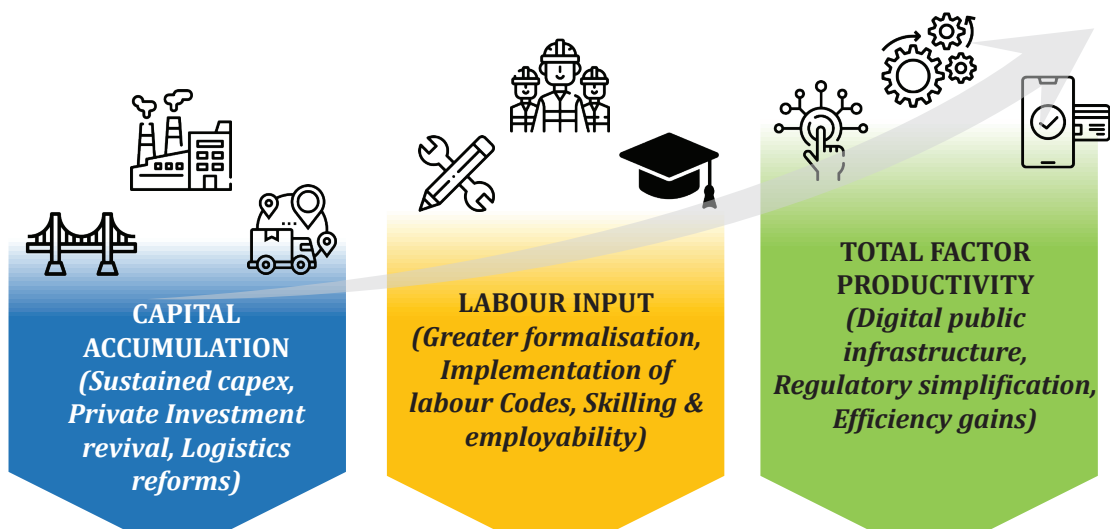 CAPITAL
ACCUMULATION
(Sustained capex,
Private Investment
revival, Logistics
reforms)
LABOUR INPUT
(Greater formalisation,
Implementation of
labour Codes, Skilling &
employability)
TOTAL FACTOR
PRODUCTIVITY
(Digital public
infrastructure,
Regulatory simplification,
Efficiency gains)